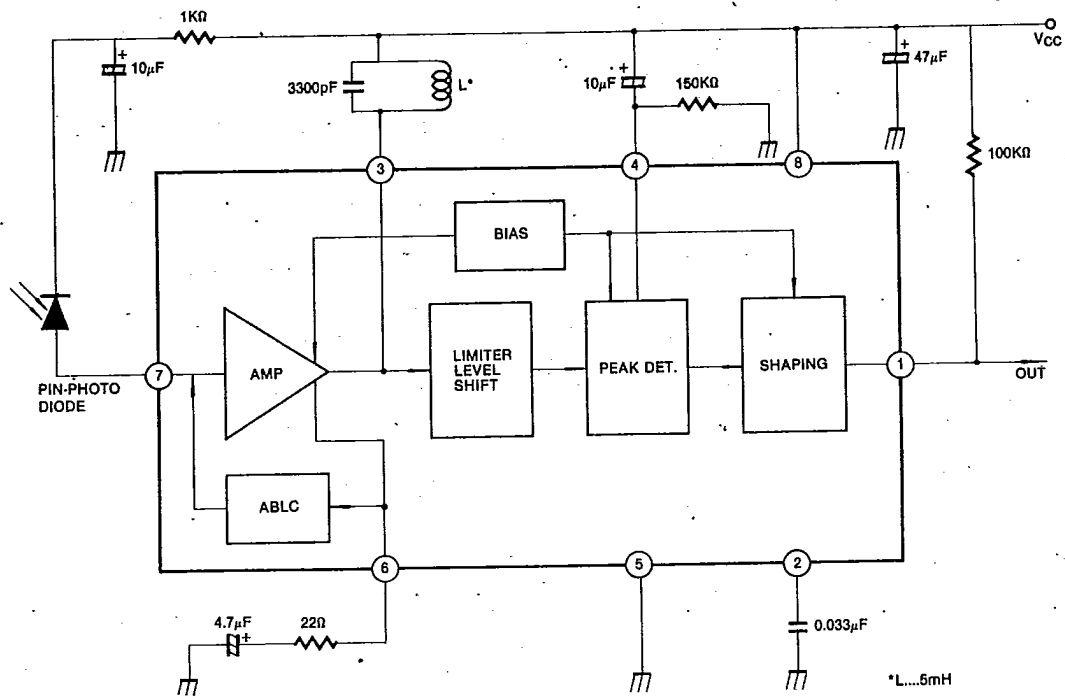 1KΩ
VCC
+
10µF
3300pF
L*
+
10µF
150KΩ
+
47µF
100KΩ
3
4
8
BIAS
AMP
LIMITER
LEVEL
SHIFT
PEAK DET.
SHAPING
7
1
PIN-PHOTO
DIODE
OUT
ABLC
6
5
2
4.7µF
+
22Ω
0.033µF
*L....5mH